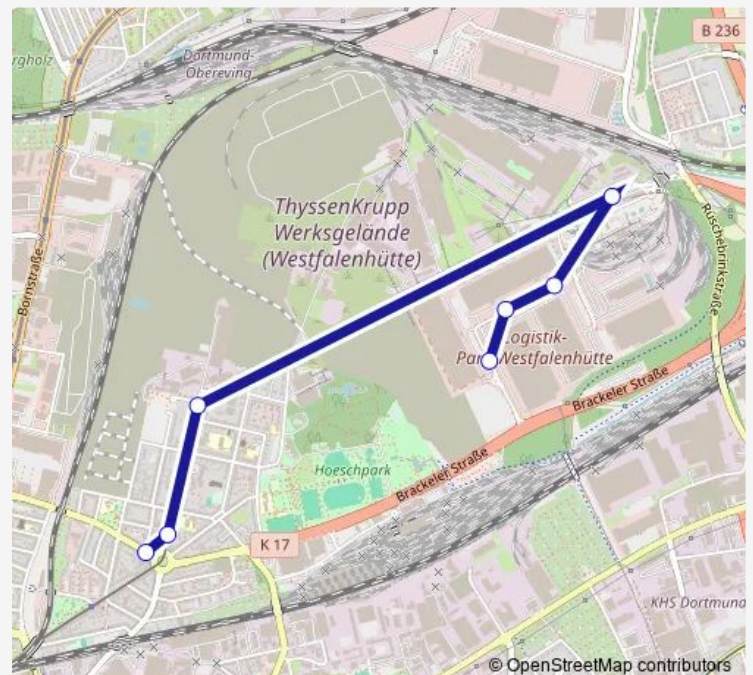 B 236
Dortmund-
Obereving
Bornstraße
ThyssenKrupp
Werksgelände
(Westfalenhütte)
Rüschebrinkstraße
Logistik-
Park Westfalenhütte
Brackeler Straße
Hoeschpark
Brackeler Straße
K 17
KHS Dortmund
© OpenStreetMap contributors